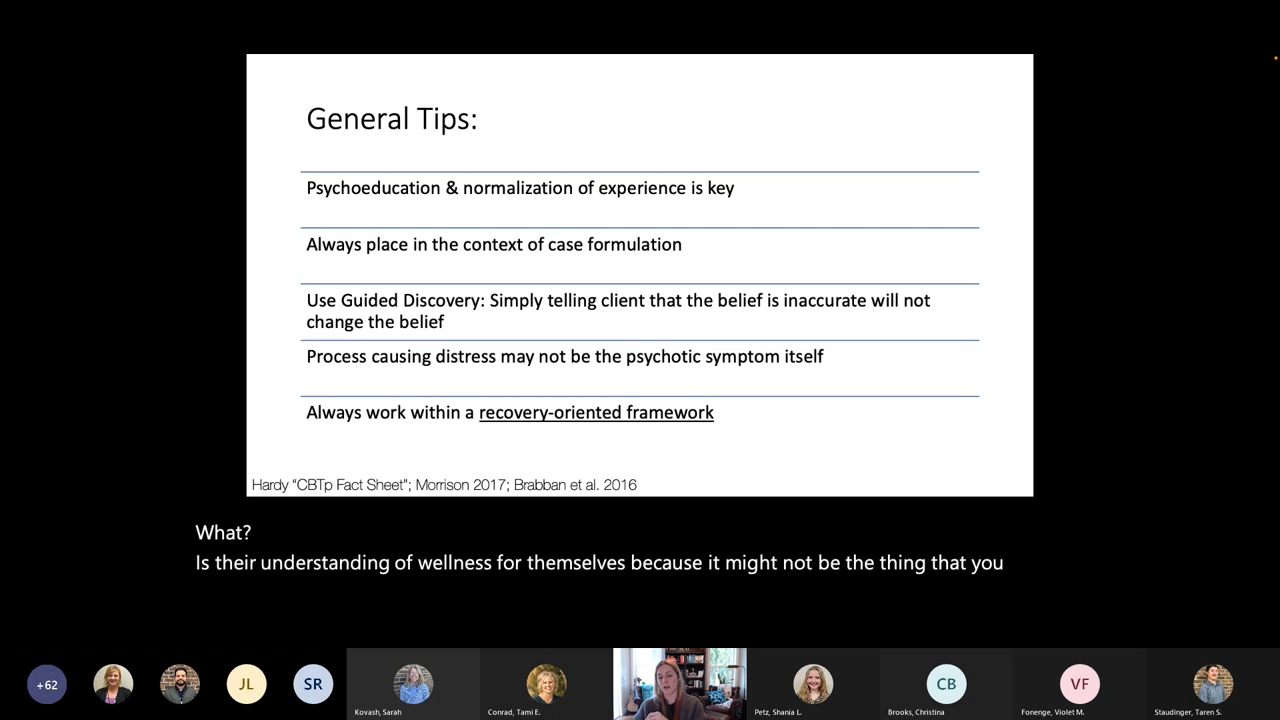 General Tips:
Psychoeducation & normalization of experience is key
Always place in the context of case formulation
Use Guided Discovery: Simply telling client that the belief is inaccurate will not
change the belief
Process causing distress may not be the psychotic symptom itself
Always work within a recovery-oriented framework
Hardy "CBTp Fact Sheet"; Morrison 2017; Brabban et al. 2016
What?
Is their understanding of wellness for themselves because it might not be the thing that you
+62
JL
SR
Kovash, Sarah
Conrad, Tami E.
Petz, Shania L.
CB
Brooks, Christina
VF
Fonenge, Violet M.
Staudinger, Taren S.